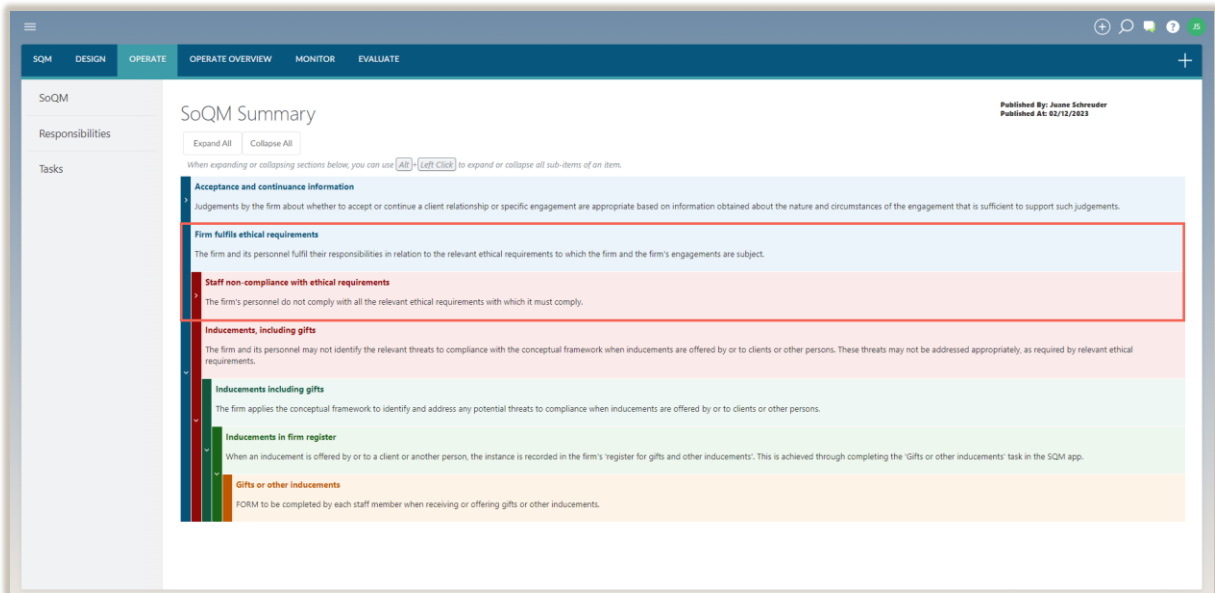 JS
SQM DESIGN OPERATE OPERATE OVERVIEW MONITOR EVALUATE
SoQM
Responsibilities
Tasks
SoQM Summary
Published By: Juane Schreuder
Published At: 02/12/2023
Expand All Collapse All
When expanding or collapsing sections below, you can use Alt + Left Click to expand or collapse all sub-items of an item.
Acceptance and continuance information
Judgements by the firm about whether to accept or continue a client relationship or specific engagement are appropriate based on information obtained about the nature and circumstances of the engagement that is sufficient to support such judgements.
Firm fulfils ethical requirements
The firm and its personnel fulfil their responsibilities in relation to the relevant ethical requirements to which the firm and the firm's engagements are subject.
Staff non-compliance with ethical requirements
The firm's personnel do not comply with all the relevant ethical requirements with which it must comply.
Inducements, including gifts
The firm and its personnel may not identify the relevant threats to compliance with the conceptual framework when inducements are offered by or to clients or other persons. These threats may not be addressed appropriately, as required by relevant ethical
requirements.
Inducements including gifts
The firm applies the conceptual framework to identify and address any potential threats to compliance when inducements are offered by or to clients or other persons.
Inducements in firm register
When an inducement is offered by or to a client or another person, the instance is recorded in the firm's 'register for gifts and other inducements'. This is achieved through completing the 'Gifts or other inducements' task in the SQM app.
Gifts or other inducements
FORM to be completed by each staff member when receiving or offering gifts or other inducements.